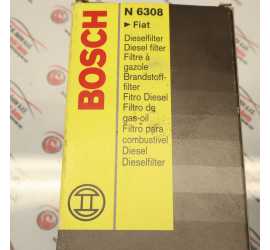 BOSCH
N 6308
► Fiat
Dieselfilter
Diesel filter
Filtre à
gazole
Brandstoff-
filter
Filtro Diesel
Filtro de
gas-oil
Filtro para
combustível
Diesel
Dieselfilter